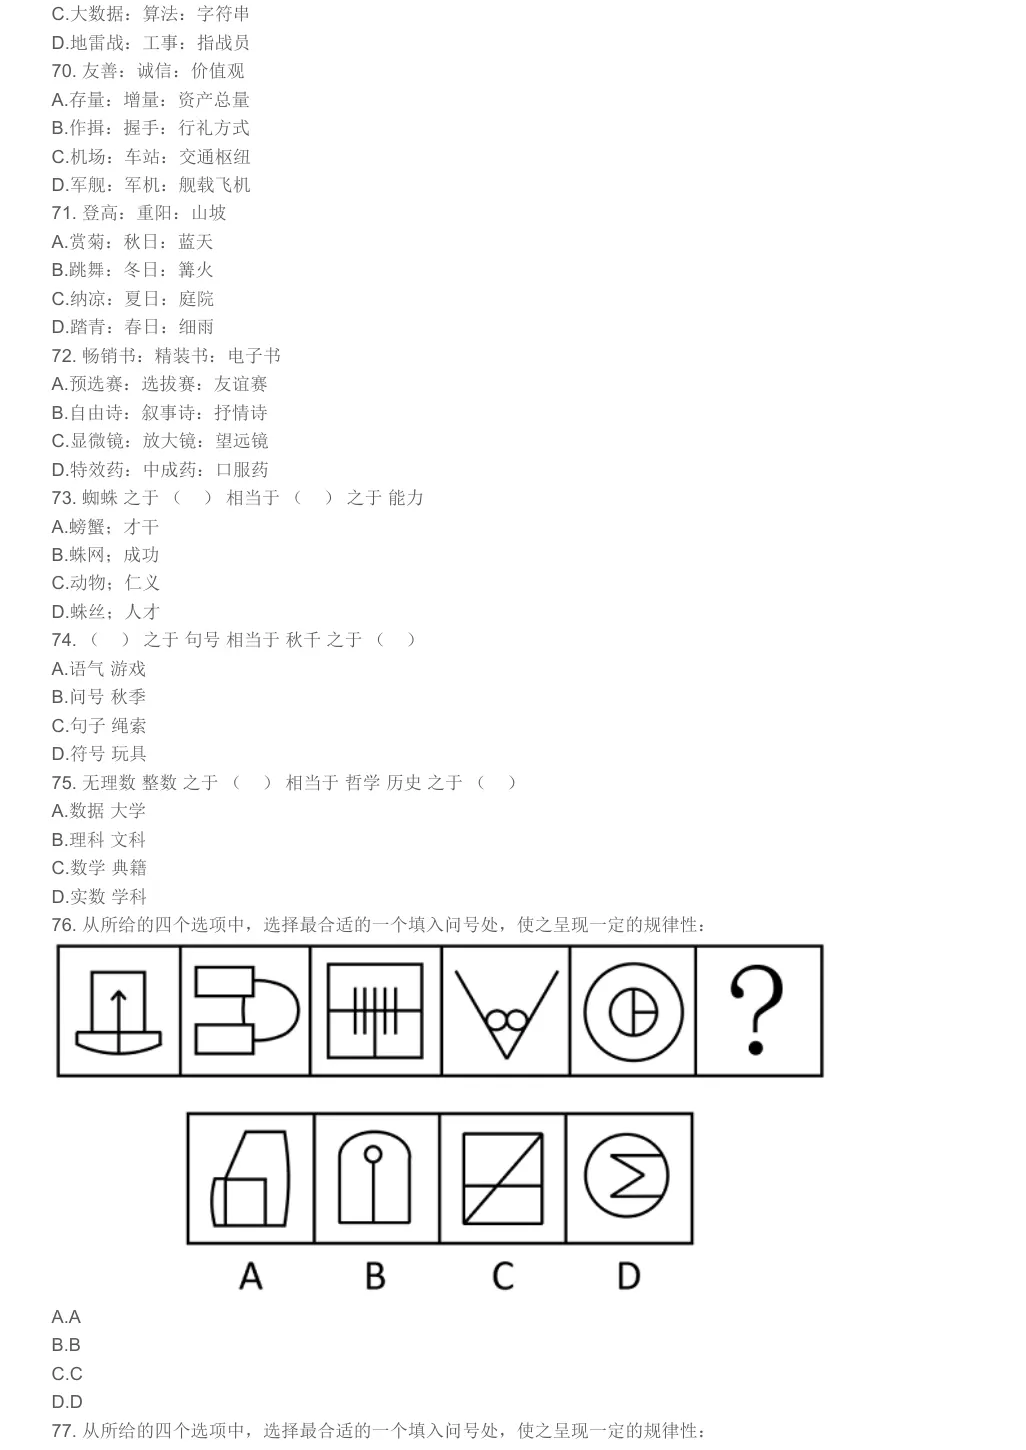 C.大数据：算法：字符串
D.地雷战：工事：指战员
70. 友善：诚信：价值观
A.存量：增量：资产总量
B.作揖：握手：行礼方式
C.机场：车站：交通枢纽
D.军舰：军机：舰载飞机
71. 登高：重阳：山坡
A.赏菊：秋日：蓝天
B.跳舞：冬日：篝火
C.纳凉：夏日：庭院
D.踏青：春日：细雨
72. 畅销书：精装书：电子书
A.预选赛：选拔赛：友谊赛
B.自由诗：叙事诗：抒情诗
C.显微镜：放大镜：望远镜
D.特效药：中成药：口服药
73. 蜘蛛 之于 （　） 相当于 （　） 之于 能力
A.螃蟹；才干
B.蛛网；成功
C.动物；仁义
D.蛛丝；人才
74. （　） 之于 句号 相当于 秋千 之于 （　）
A.语气 游戏
B.问号 秋季
C.句子 绳索
D.符号 玩具
75. 无理数 整数 之于 （　） 相当于 哲学 历史 之于 （　）
A.数据 大学
B.理科 文科
C.数学 典籍
D.实数 学科
76. 从所给的四个选项中，选择最合适的一个填入问号处，使之呈现一定的规律性：
?
A B C D
A.A
B.B
C.C
D.D
77. 从所给的四个选项中，选择最合适的一个填入问号处，使之呈现一定的规律性：